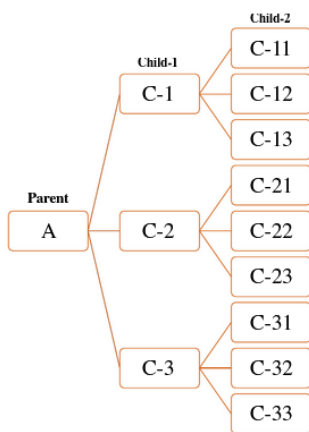 Child-2
C-11
Child-1
C-1
C-12
C-13
C-21
Parent
A
C-2
C-22
C-23
C-31
C-3
C-32
C-33